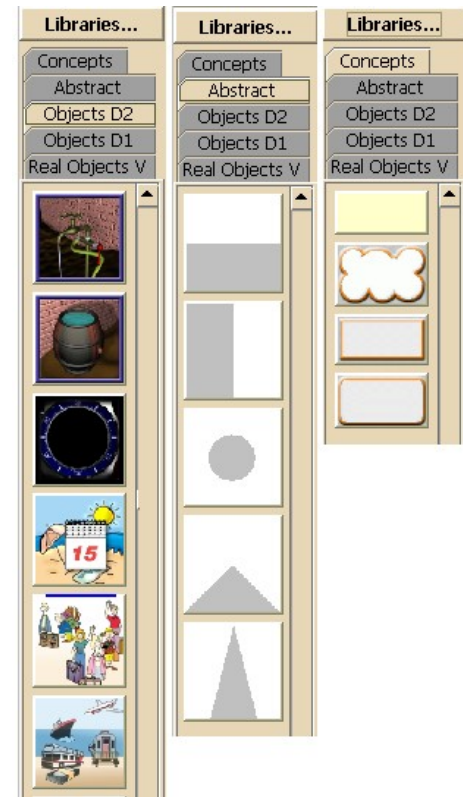 Libraries...
Concepts
Abstract
Objects D2
Objects D1
Real Objects V
15
Libraries...
Concepts
Abstract
Objects D2
Objects D1
Real Objects V
Libraries...
Concepts
Abstract
Objects D2
Objects D1
Real Objects V